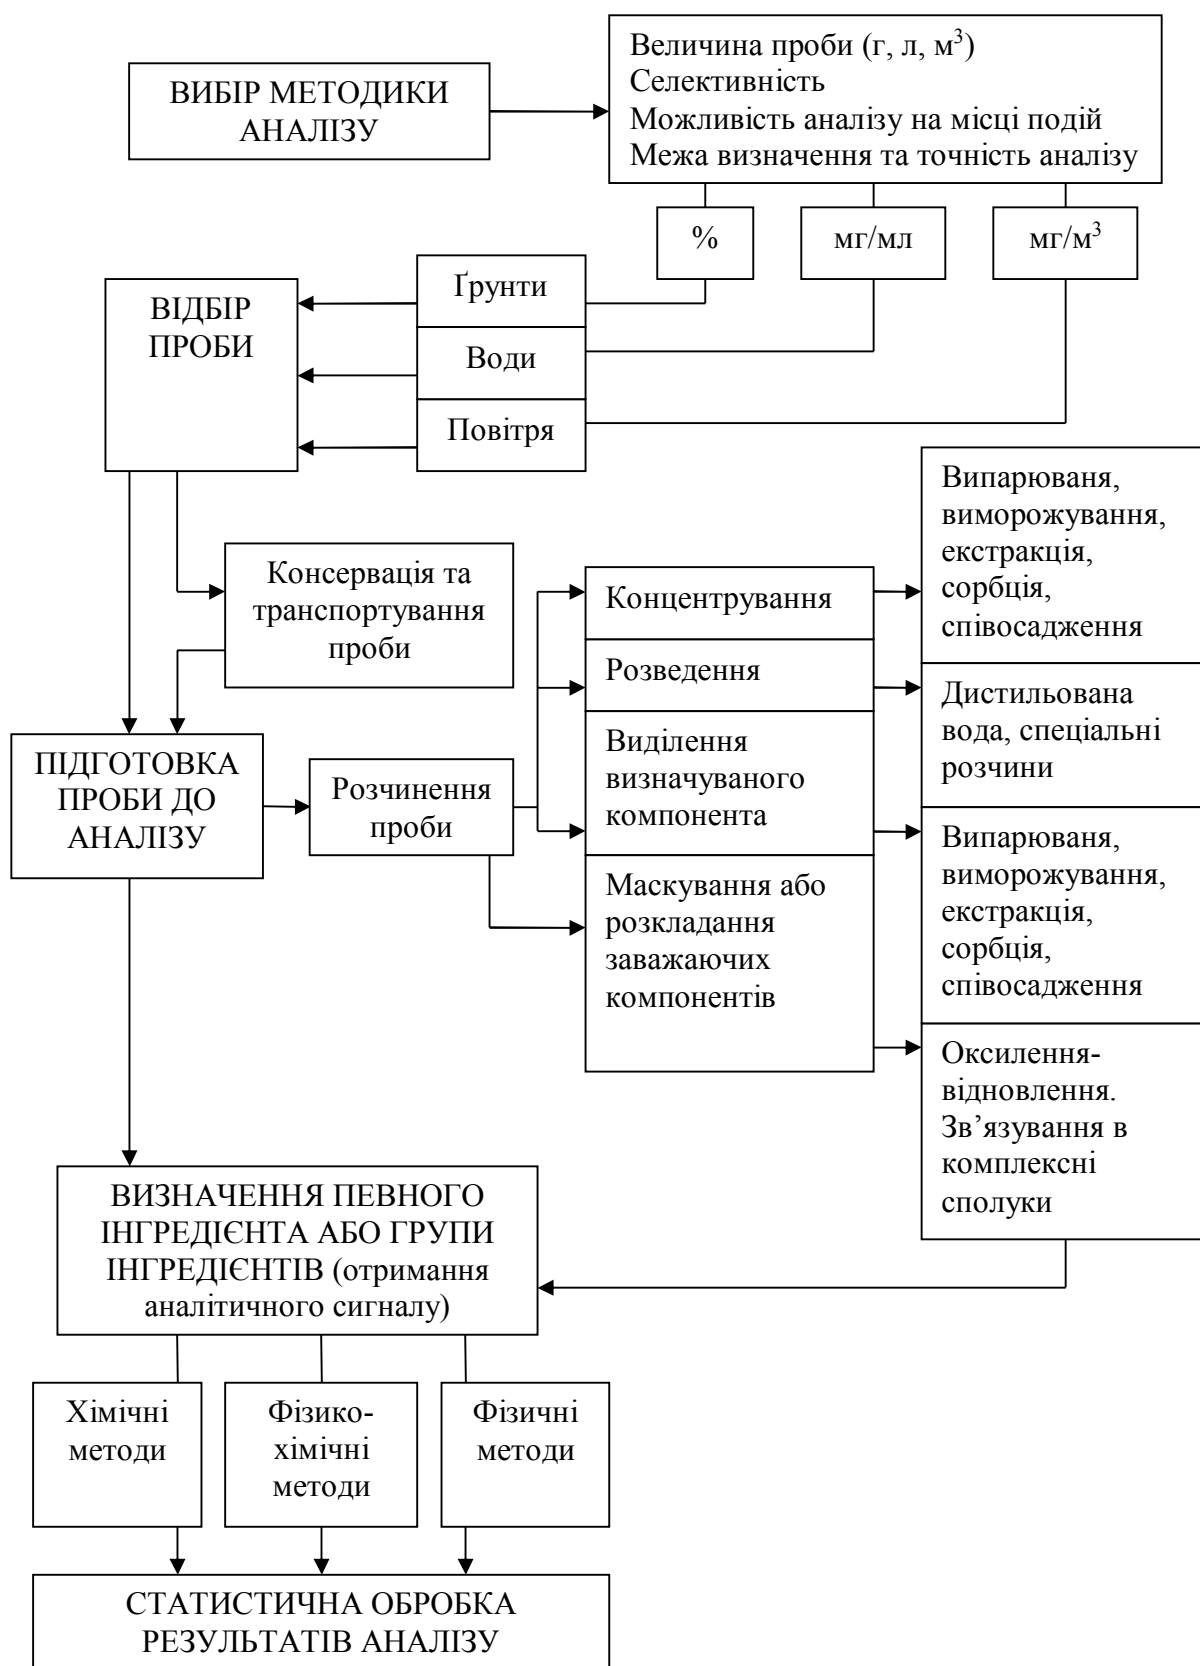 ВИБІР МЕТОДИКИ
АНАЛІЗУ
Величина проби (г, л, м³)
Селективність
Можливість аналізу на місці подій
Межа визначення та точність аналізу
%
мг/мл
мг/м³
Ґрунти
Води
Повітря
ВІДБІР
ПРОБИ
Консервація та
транспортування
проби
ПІДГОТОВКА
ПРОБИ ДО
АНАЛІЗУ
Розчинення
проби
Концентрування
Розведення
Виділення
визначуваного
компонента
Маскування або
розкладання
заважаючих
компонентів
Випарюваня,
виморожування,
екстракція,
сорбція,
співосадження
Дистильована
вода, спеціальні
розчини
Випарюваня,
виморожування,
екстракція,
сорбція,
співосадження
Оксилення-
відновлення.
Зв’язування в
комплексні
сполуки
ВИЗНАЧЕННЯ ПЕВНОГО
ІНГРЕДІЄНТА АБО ГРУПИ
ІНГРЕДІЄНТІВ (отримання
аналітичного сигналу)
Хімічні
методи
Фізико-
хімічні
методи
Фізичні
методи
СТАТИСТИЧНА ОБРОБКА
РЕЗУЛЬТАТІВ АНАЛІЗУ